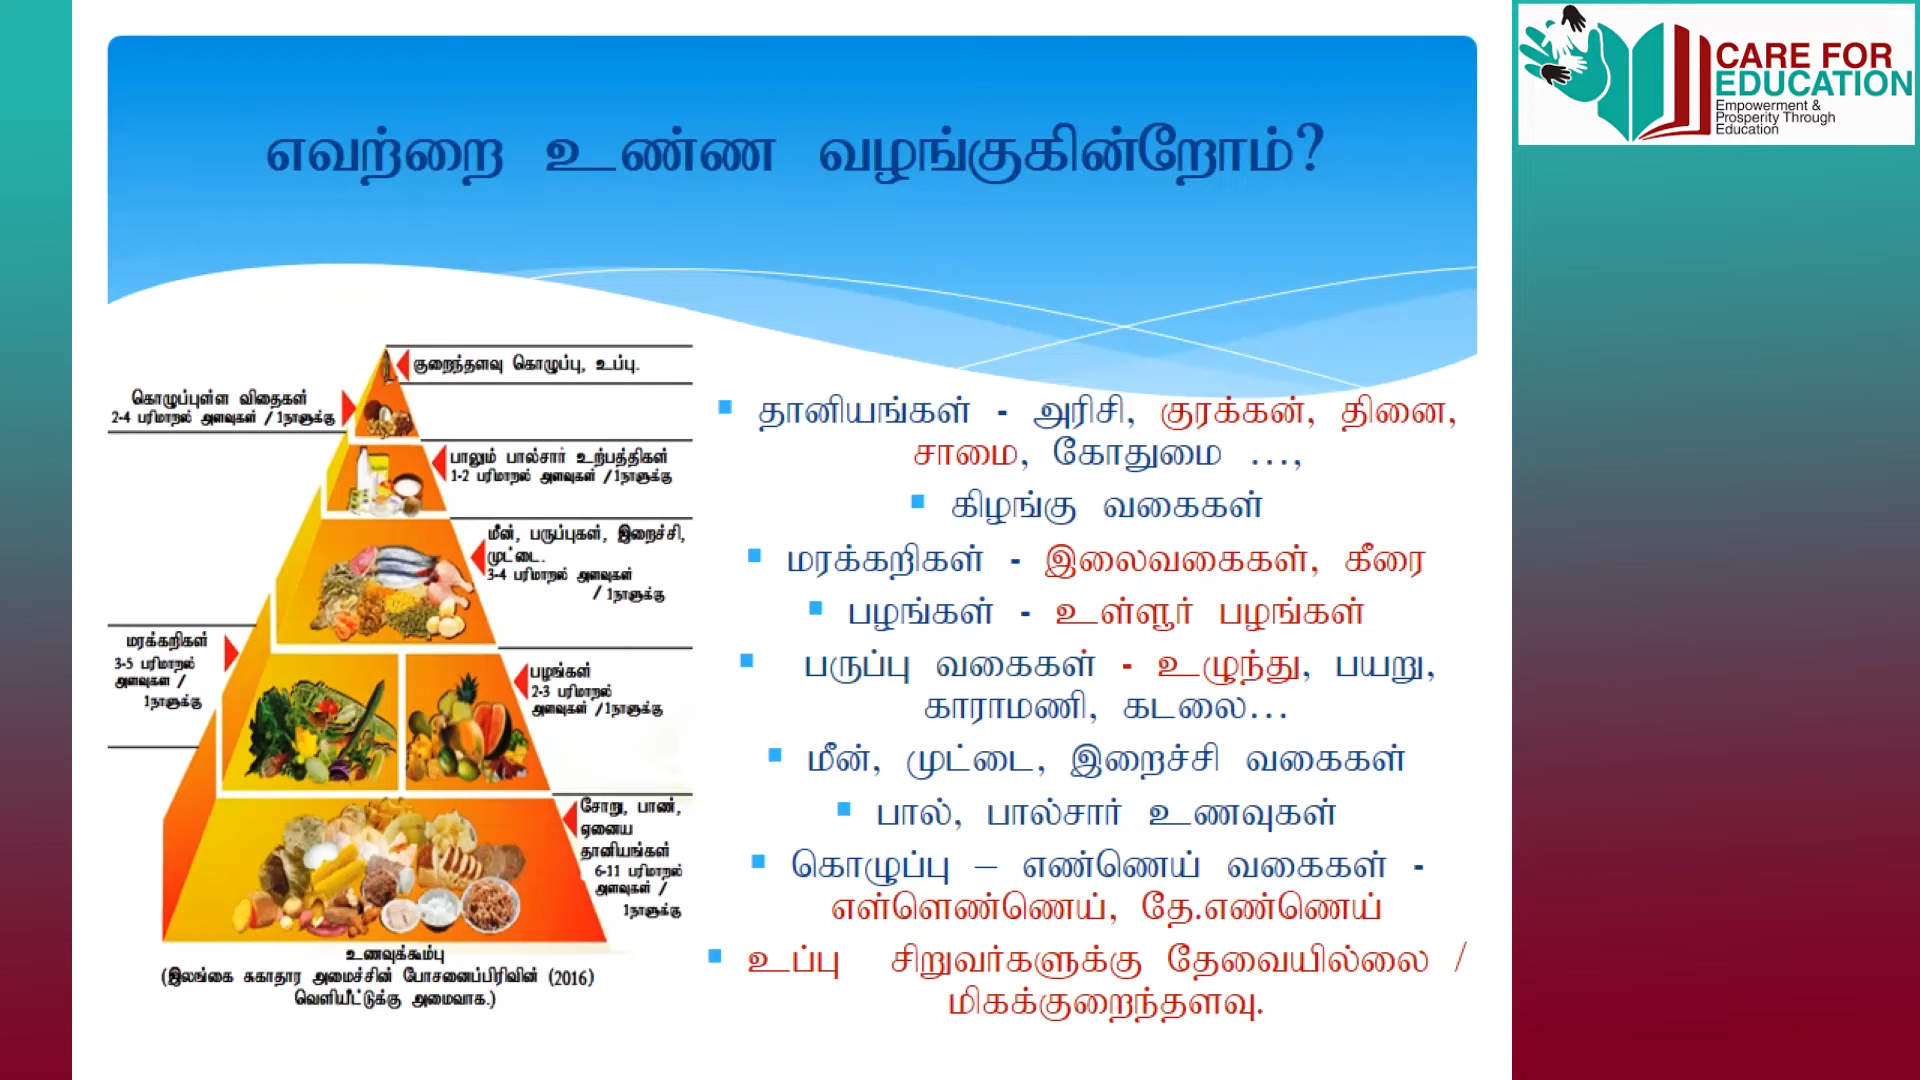 CARE FOR
EDUCATION
Empowerment &
Prosperity Through
Education
எவற்றை உண்ண வழங்குகின்றோம்?
குறைந்தளவு கொழுப்பு, உப்பு.
கொழுப்புள்ள விதைகள்
2-4 பரிமாறல் அளவுகள் / 1நாளுக்கு
பாலும் பால்சார் உற்பத்திகள்
1-2 பரிமாறல் அளவுகள் / 1நாளுக்கு
மீன், பருப்புகள், இறைச்சி,
முட்டை.
3-4 பரிமாறல் அளவுகள்
/ 1நாளுக்கு
மரக்கறிகள்
3-5 பரிமாறல்
அளவுகள /
1நாளுக்கு
பழங்கள்
2-3 பரிமாறல்
அளவுகள் / 1நாளுக்கு
சோறு, பாண்,
ஏனைய
தானியங்கள்
6-11 பரிமாறல்
அளவுகள் /
1நாளுக்கு
உணவுக்கூம்பு
(இலங்கை சுகாதார அமைச்சின் போசனைப்பிரிவின் (2016)
வெளியீட்டுக்கு அமைவாக.)
▪ தானியங்கள் - அரிசி, குரக்கன், தினை,
சாமை, கோதுமை ...,
▪ கிழங்கு வகைகள்
▪ மரக்கறிகள் - இலைவகைகள், கீரை
▪ பழங்கள் - உள்ளூர் பழங்கள்
▪ பருப்பு வகைகள் - உழுந்து, பயறு,
காராமணி, கடலை...
▪ மீன், முட்டை, இறைச்சி வகைகள்
▪ பால், பால்சார் உணவுகள்
▪ கொழுப்பு – எண்ணெய் வகைகள் -
எள்ளெண்ணெய், தே.எண்ணெய்
▪ உப்பு சிறுவர்களுக்கு தேவையில்லை /
மிகக்குறைந்தளவு.